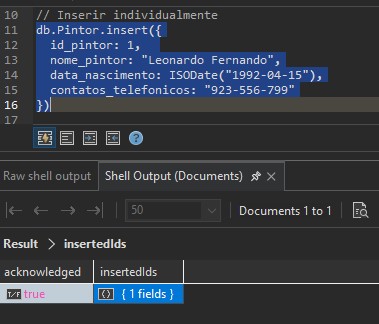 10 // Inserir individualmente
11 db.Pintor.insert({
12 id_pintor: 1,
13 nome_pintor: "Leonardo Fernando",
14 data_nascimento: ISODate("1992-04-15"),
15 contatos_telefonicos: "923-556-799"
16 })
17
Raw shell output Shell Output (Documents)
50 Documents 1 to 1
Result > insertedIds
acknowledged insertedIds
T/F true {} { 1 fields }